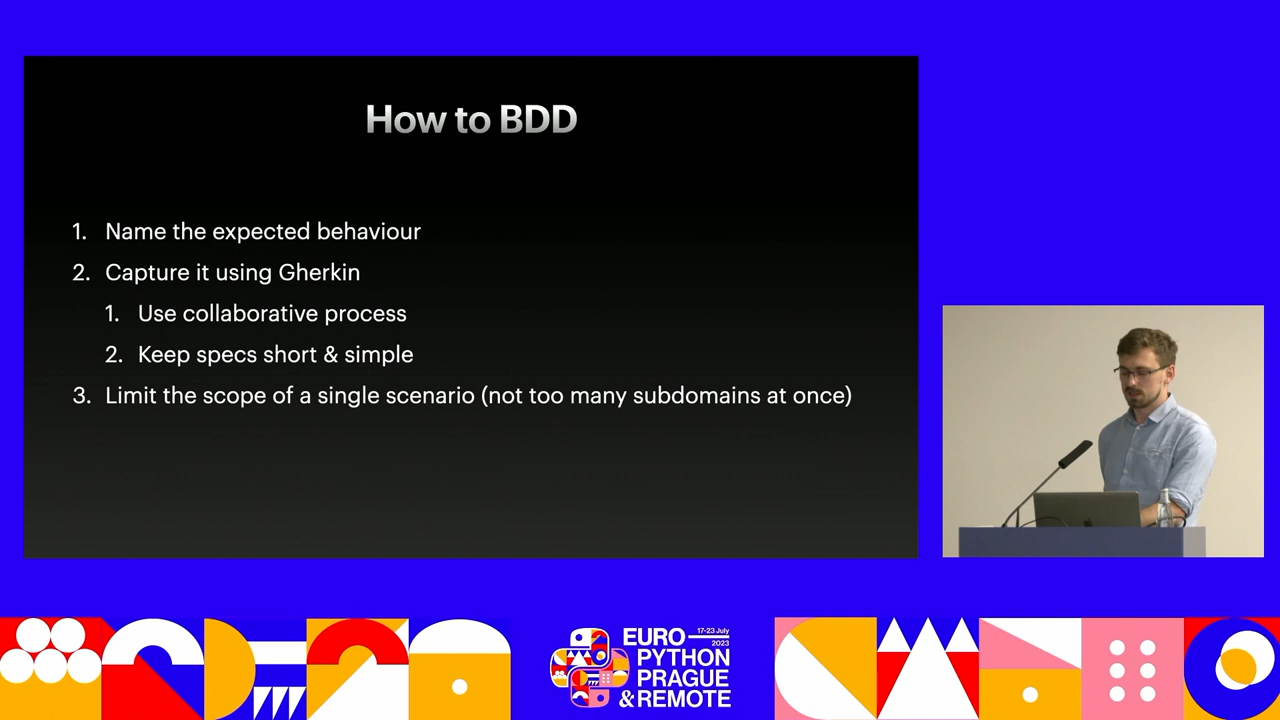 How to BDD
1. Name the expected behaviour
2. Capture it using Gherkin
1. Use collaborative process
2. Keep specs short & simple
3. Limit the scope of a single scenario (not too many subdomains at once)
17-23 July
2023
EURO
PYTHON
PRAGUE
& REMOTE